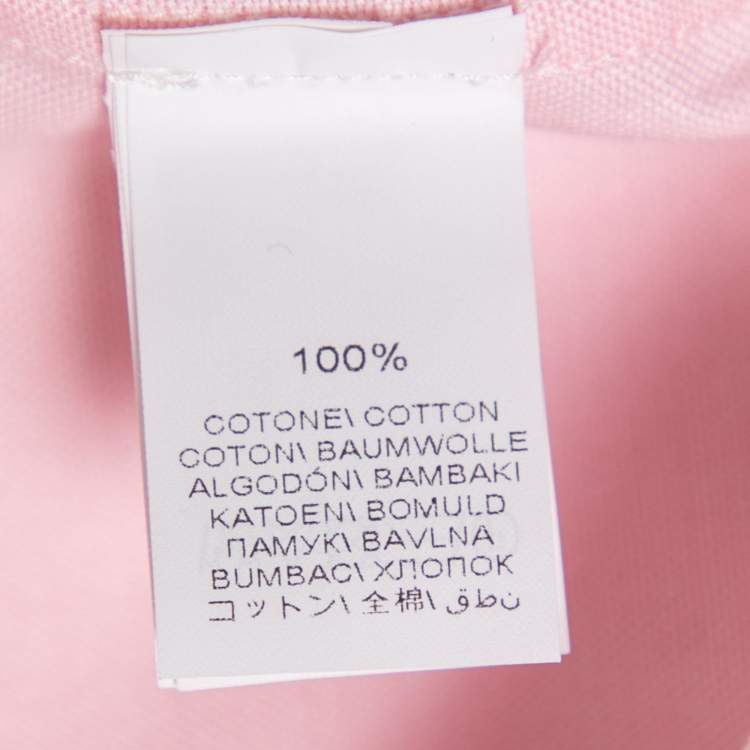 100%
COTONE\ COTTON
COTON\ BAUMWOLLE
ALGODÓN\ BAMBAKI
KATOEN\ BOMULD
ПАМУК\ BAVLNA
BUMBAC\ ХЛОПОК
コットン\ 全棉\ نطق